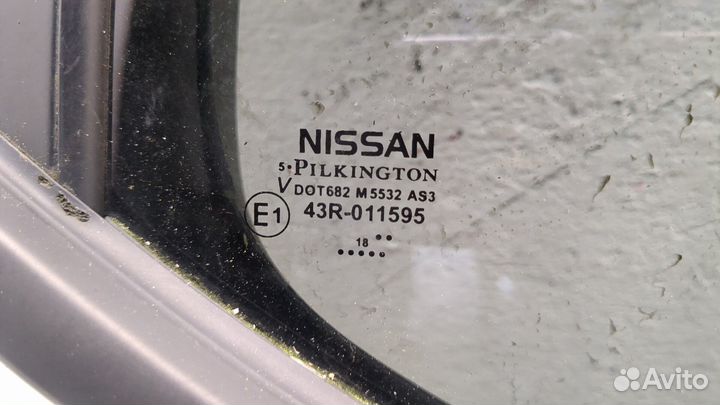 NISSAN
5. PILKINGTON
V DOT682 M5532 AS3
E1 43R-011595
..
18
.....
Avito